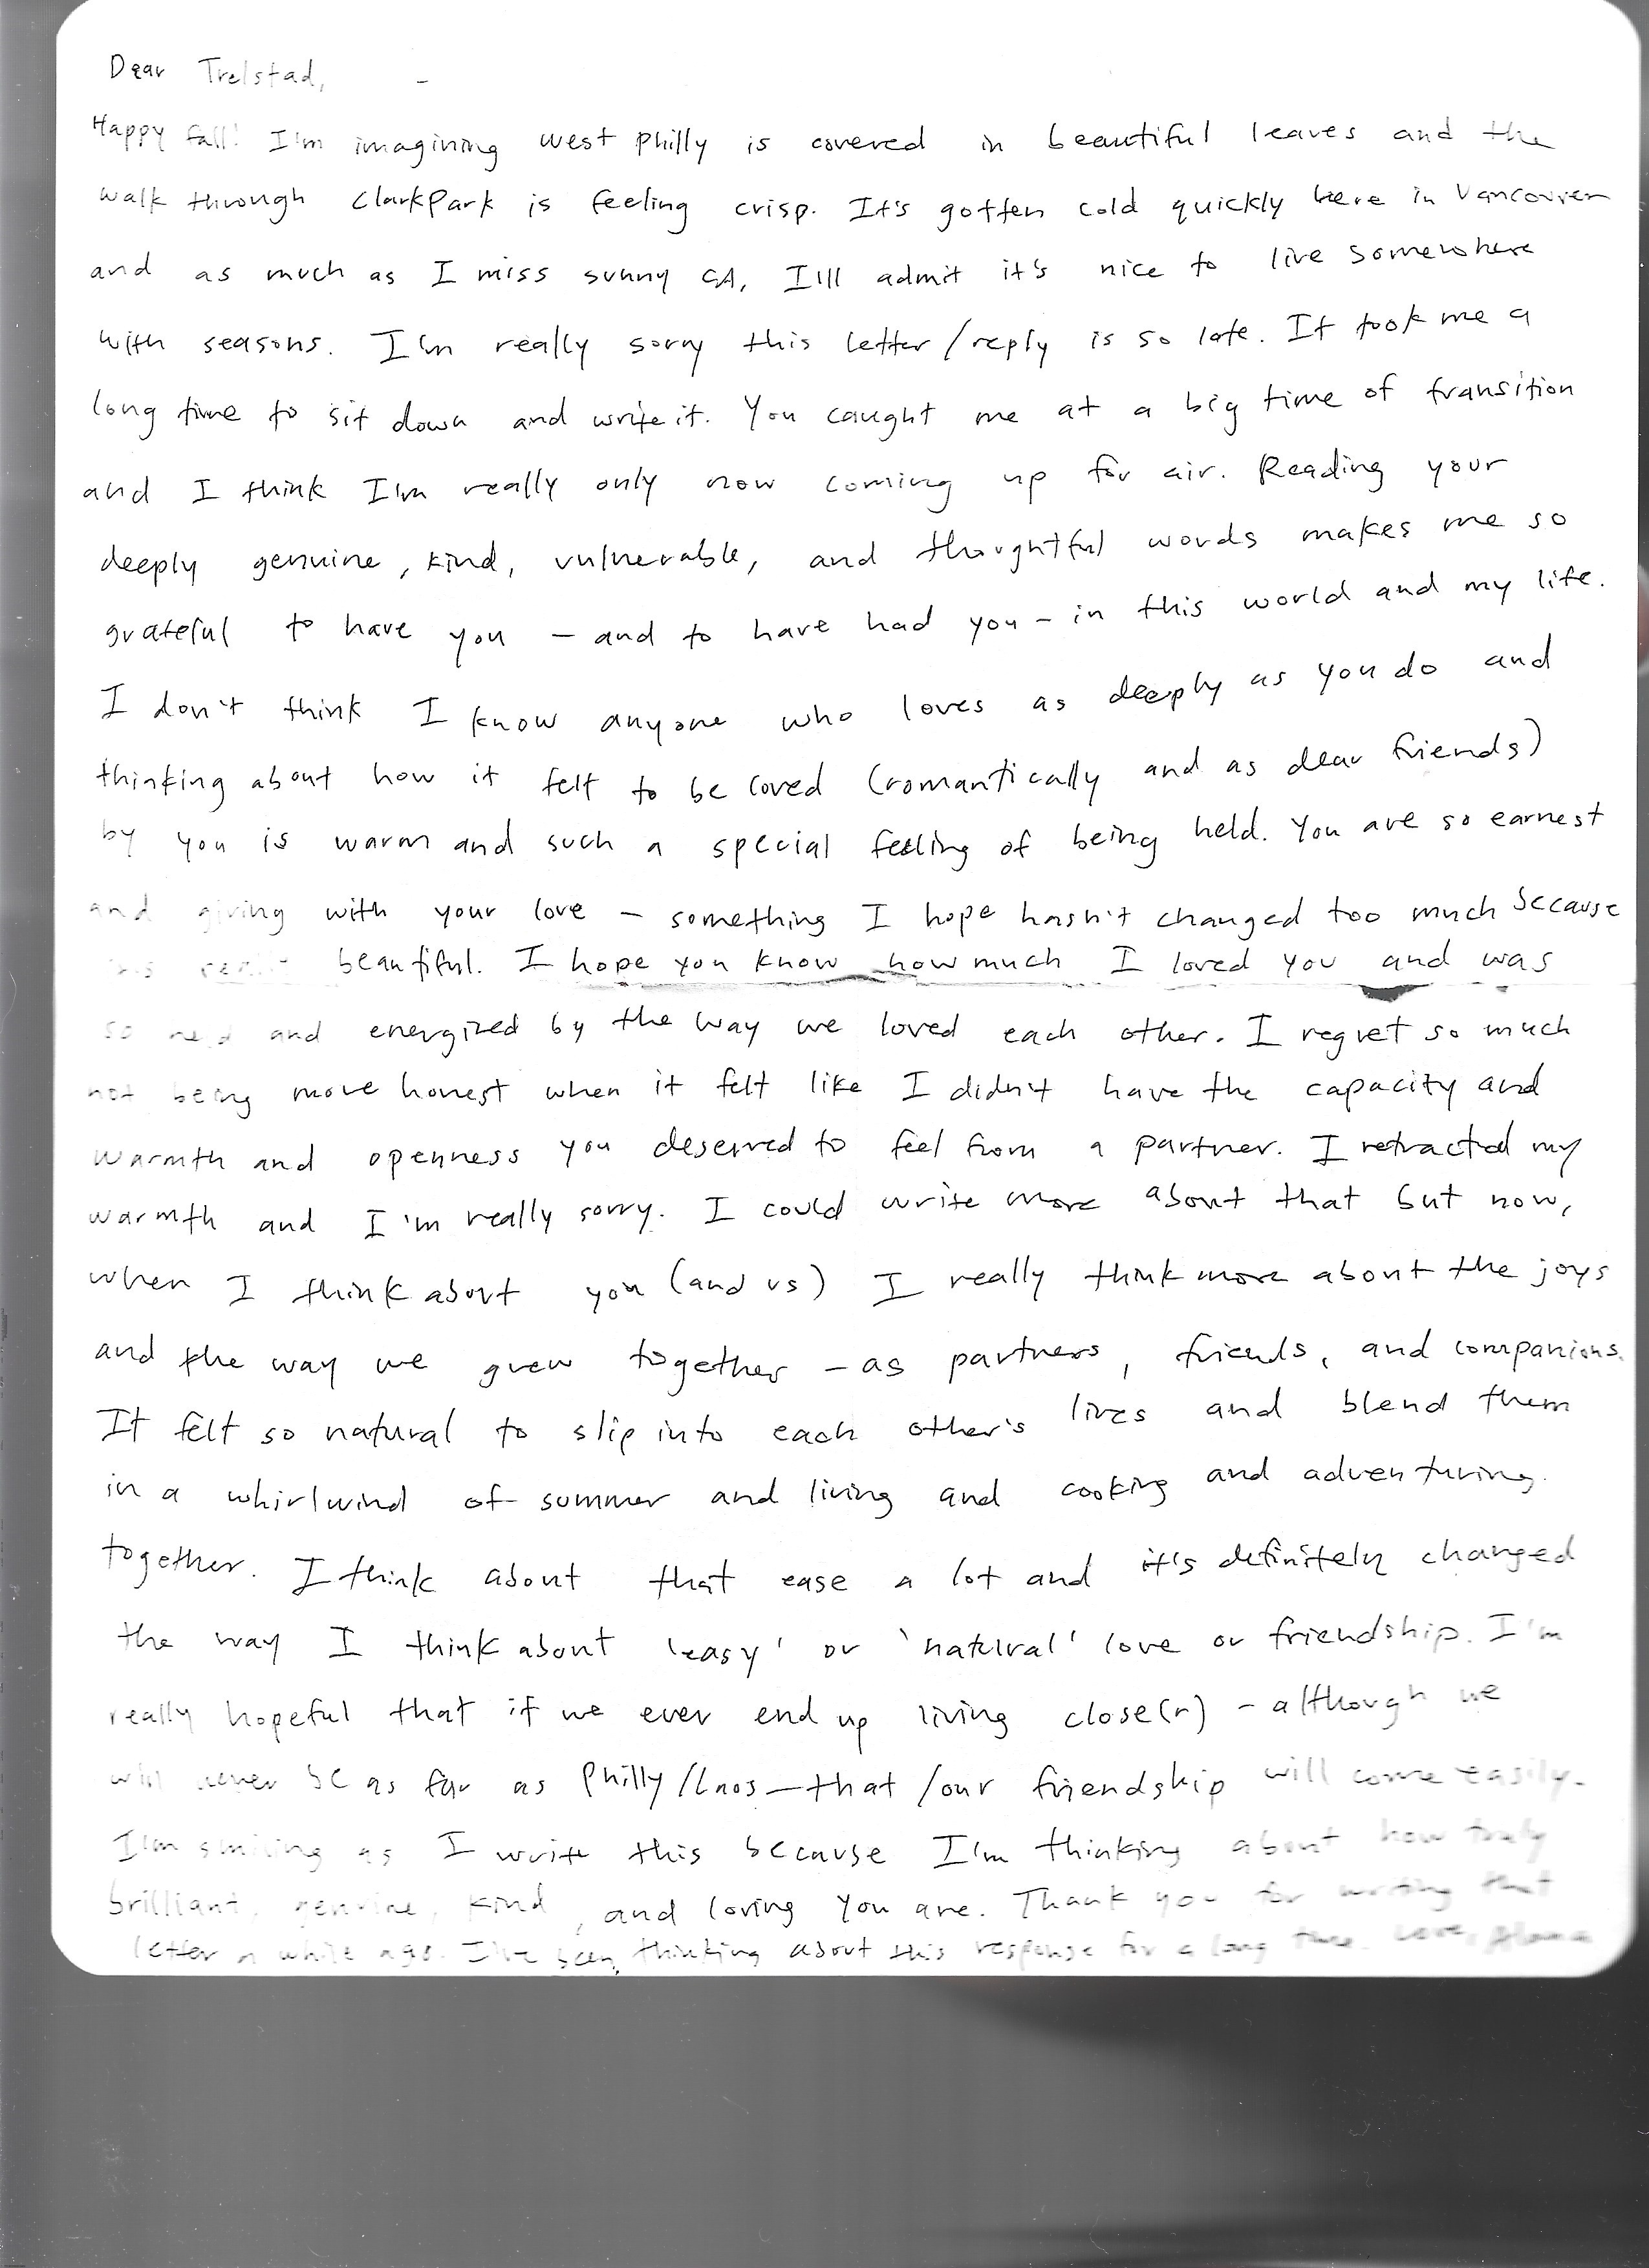 Dear Trelstad,
Happy fall! I'm imagining west philly is covered in beautiful leaves and the
walk through ClarkPark is feeling crisp. It's gotten cold quickly here in Vancouver
and as much as I miss sunny CA, I'll admit it's nice to live somewhere
with seasons. I'm really sorry this letter/reply is so late. It took me a
long time to sit down and write it. You caught me at a big time of transition
and I think I'm really only now coming up for air. Reading your
deeply genuine, kind, vulnerable, and thoughtful words makes me so
grateful to have you – and to have had you – in this world and my life.
I don't think I know anyone who loves as deeply as you do and
thinking about how it felt to be loved (romantically and as dear friends)
by you is warm and such a special feeling of being held. You are so earnest
and giving with your love – something I hope hasn't changed too much because
beautiful. I hope you know how much I loved you and was
so held and energized by the way we loved each other. I regret so much
not being more honest when it felt like I didn't have the capacity and
warmth and openness you deserved to feel from a partner. I retracted my
warmth and I'm really sorry. I could write more about that but now,
when I think about you (and us) I really think more about the joys
and the way we grew together – as partners, friends, and companions.
It felt so natural to slip into each other's lives and blend them
in a whirlwind of summer and living and cooking and adventuring
together. I think about that ease a lot and it's definitely changed
the way I think about 'easy' or 'natural' love or friendship. I'm
really hopeful that if we ever end up living close(r) – although we
will never be as far as Philly/Laos – that/our friendship will come easily.
I'm smiling as I write this because I'm thinking about how truly
brilliant, genuine, kind, and loving you are. Thank you for writing that
letter a while ago. I've been thinking about this response for a long time. Love,